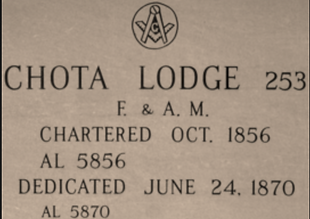 G
CHOTA LODGE 253
F. & A. M.
CHARTERED OCT. 1856
AL 5856
DEDICATED JUNE 24, 1870
AL 5870